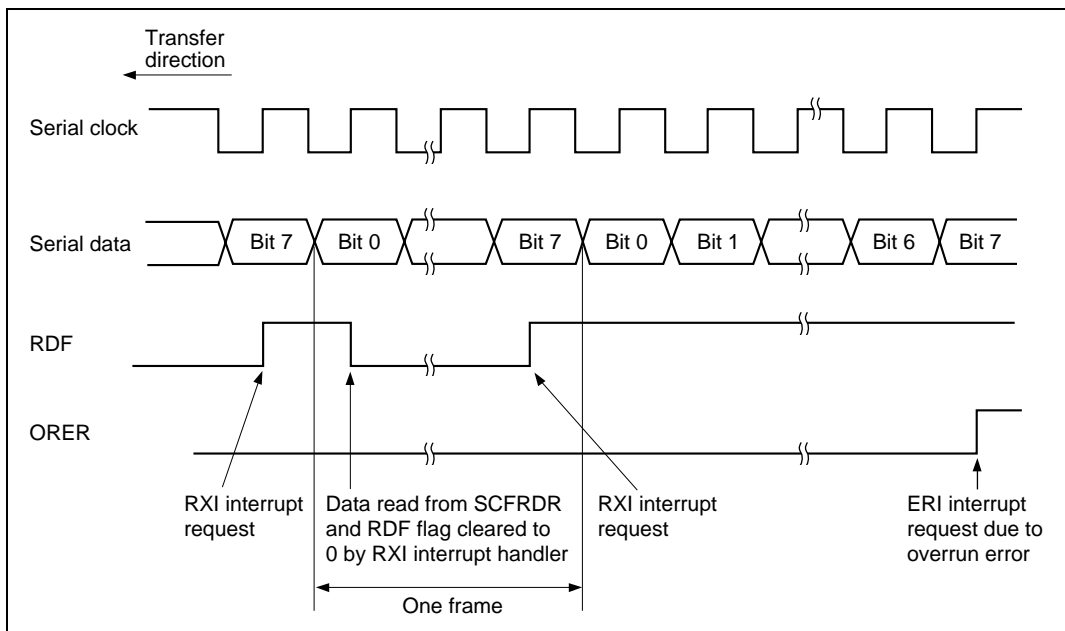 Transfer
direction
Serial clock
Serial data
Bit 7 Bit 0 Bit 7 Bit 0 Bit 1 Bit 6 Bit 7
RDF
ORER
RXI interrupt
request
Data read from SCFRDR
and RDF flag cleared to
0 by RXI interrupt handler
RXI interrupt
request
ERI interrupt
request due to
overrun error
One frame